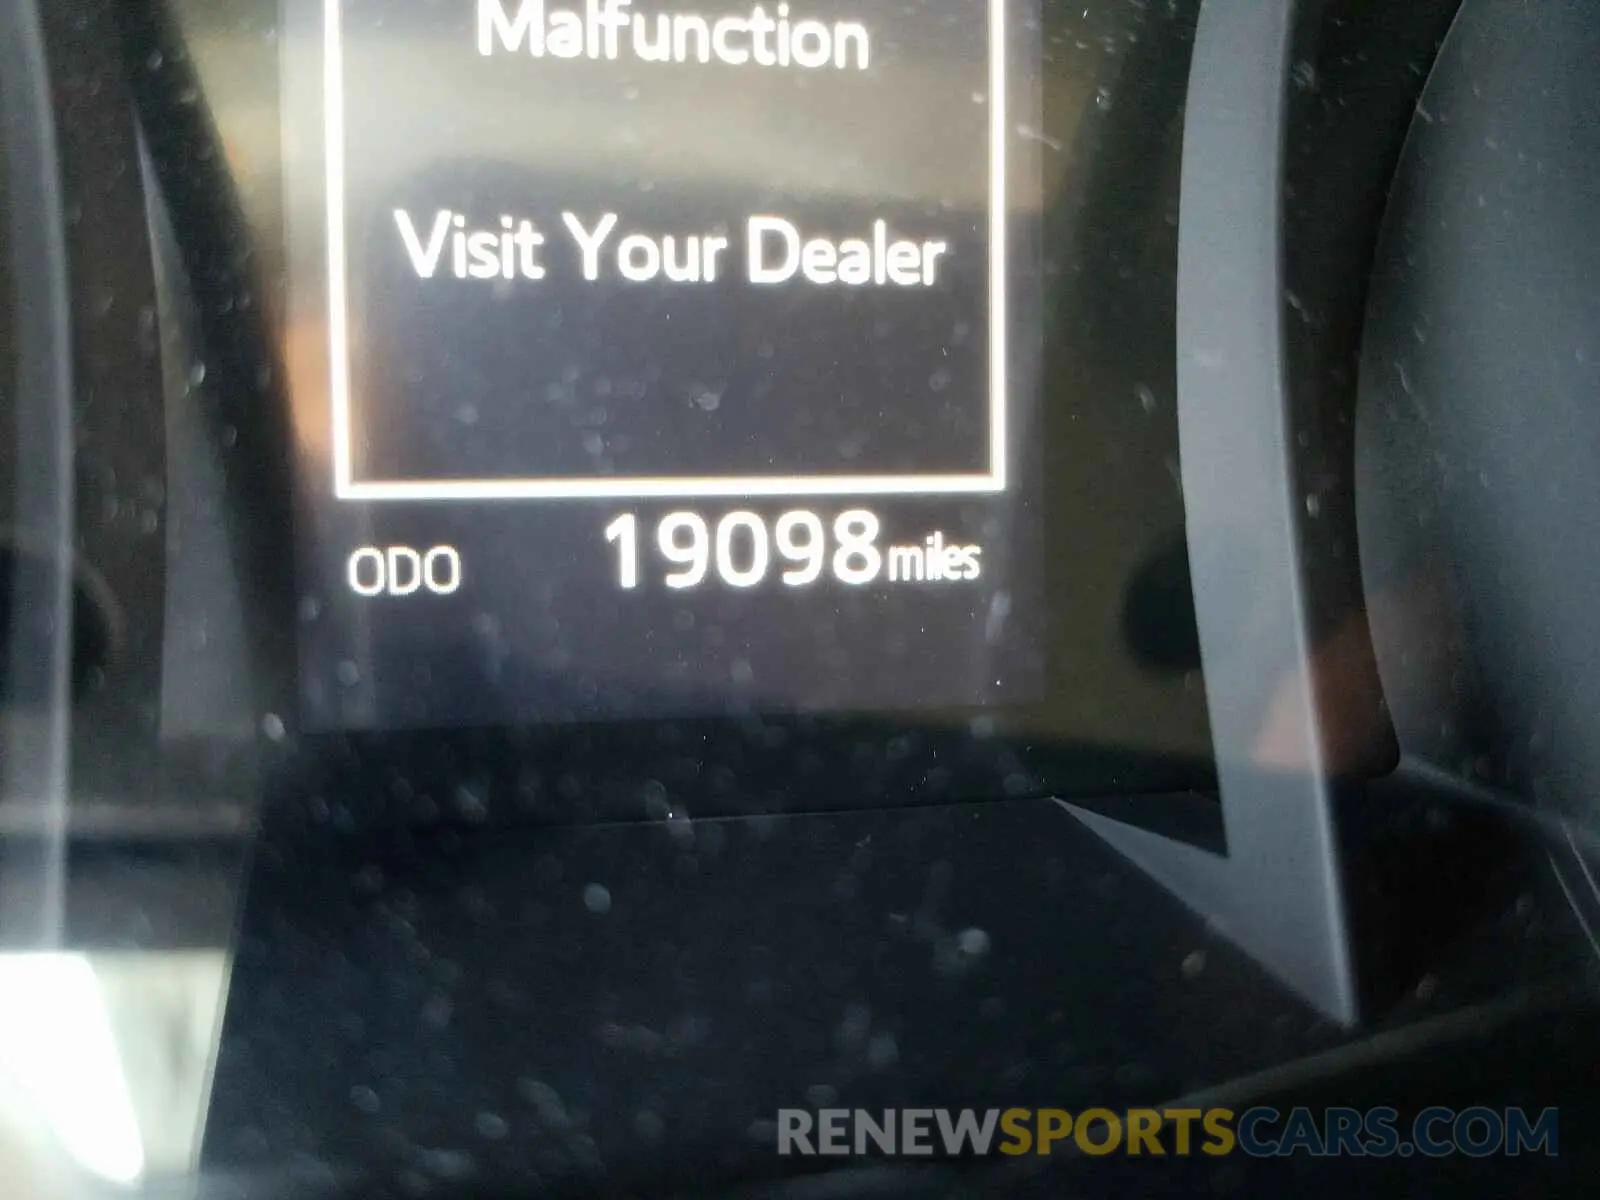 Malfunction
Visit Your Dealer
ODO 19098 miles
RENEWSPORTSCARS.COM